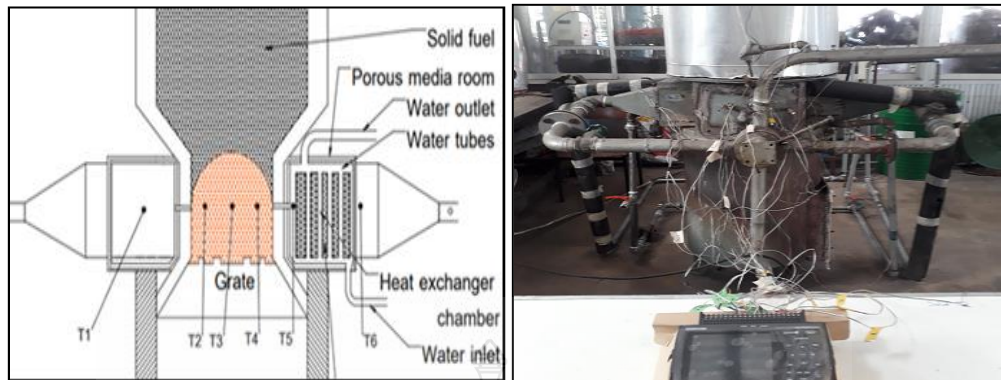 Solid fuel
Porous media room
Water outlet
Water tubes
Grate
Heat exchanger
chamber
T1
T2
T3
T4
T5
T6
Water inlet